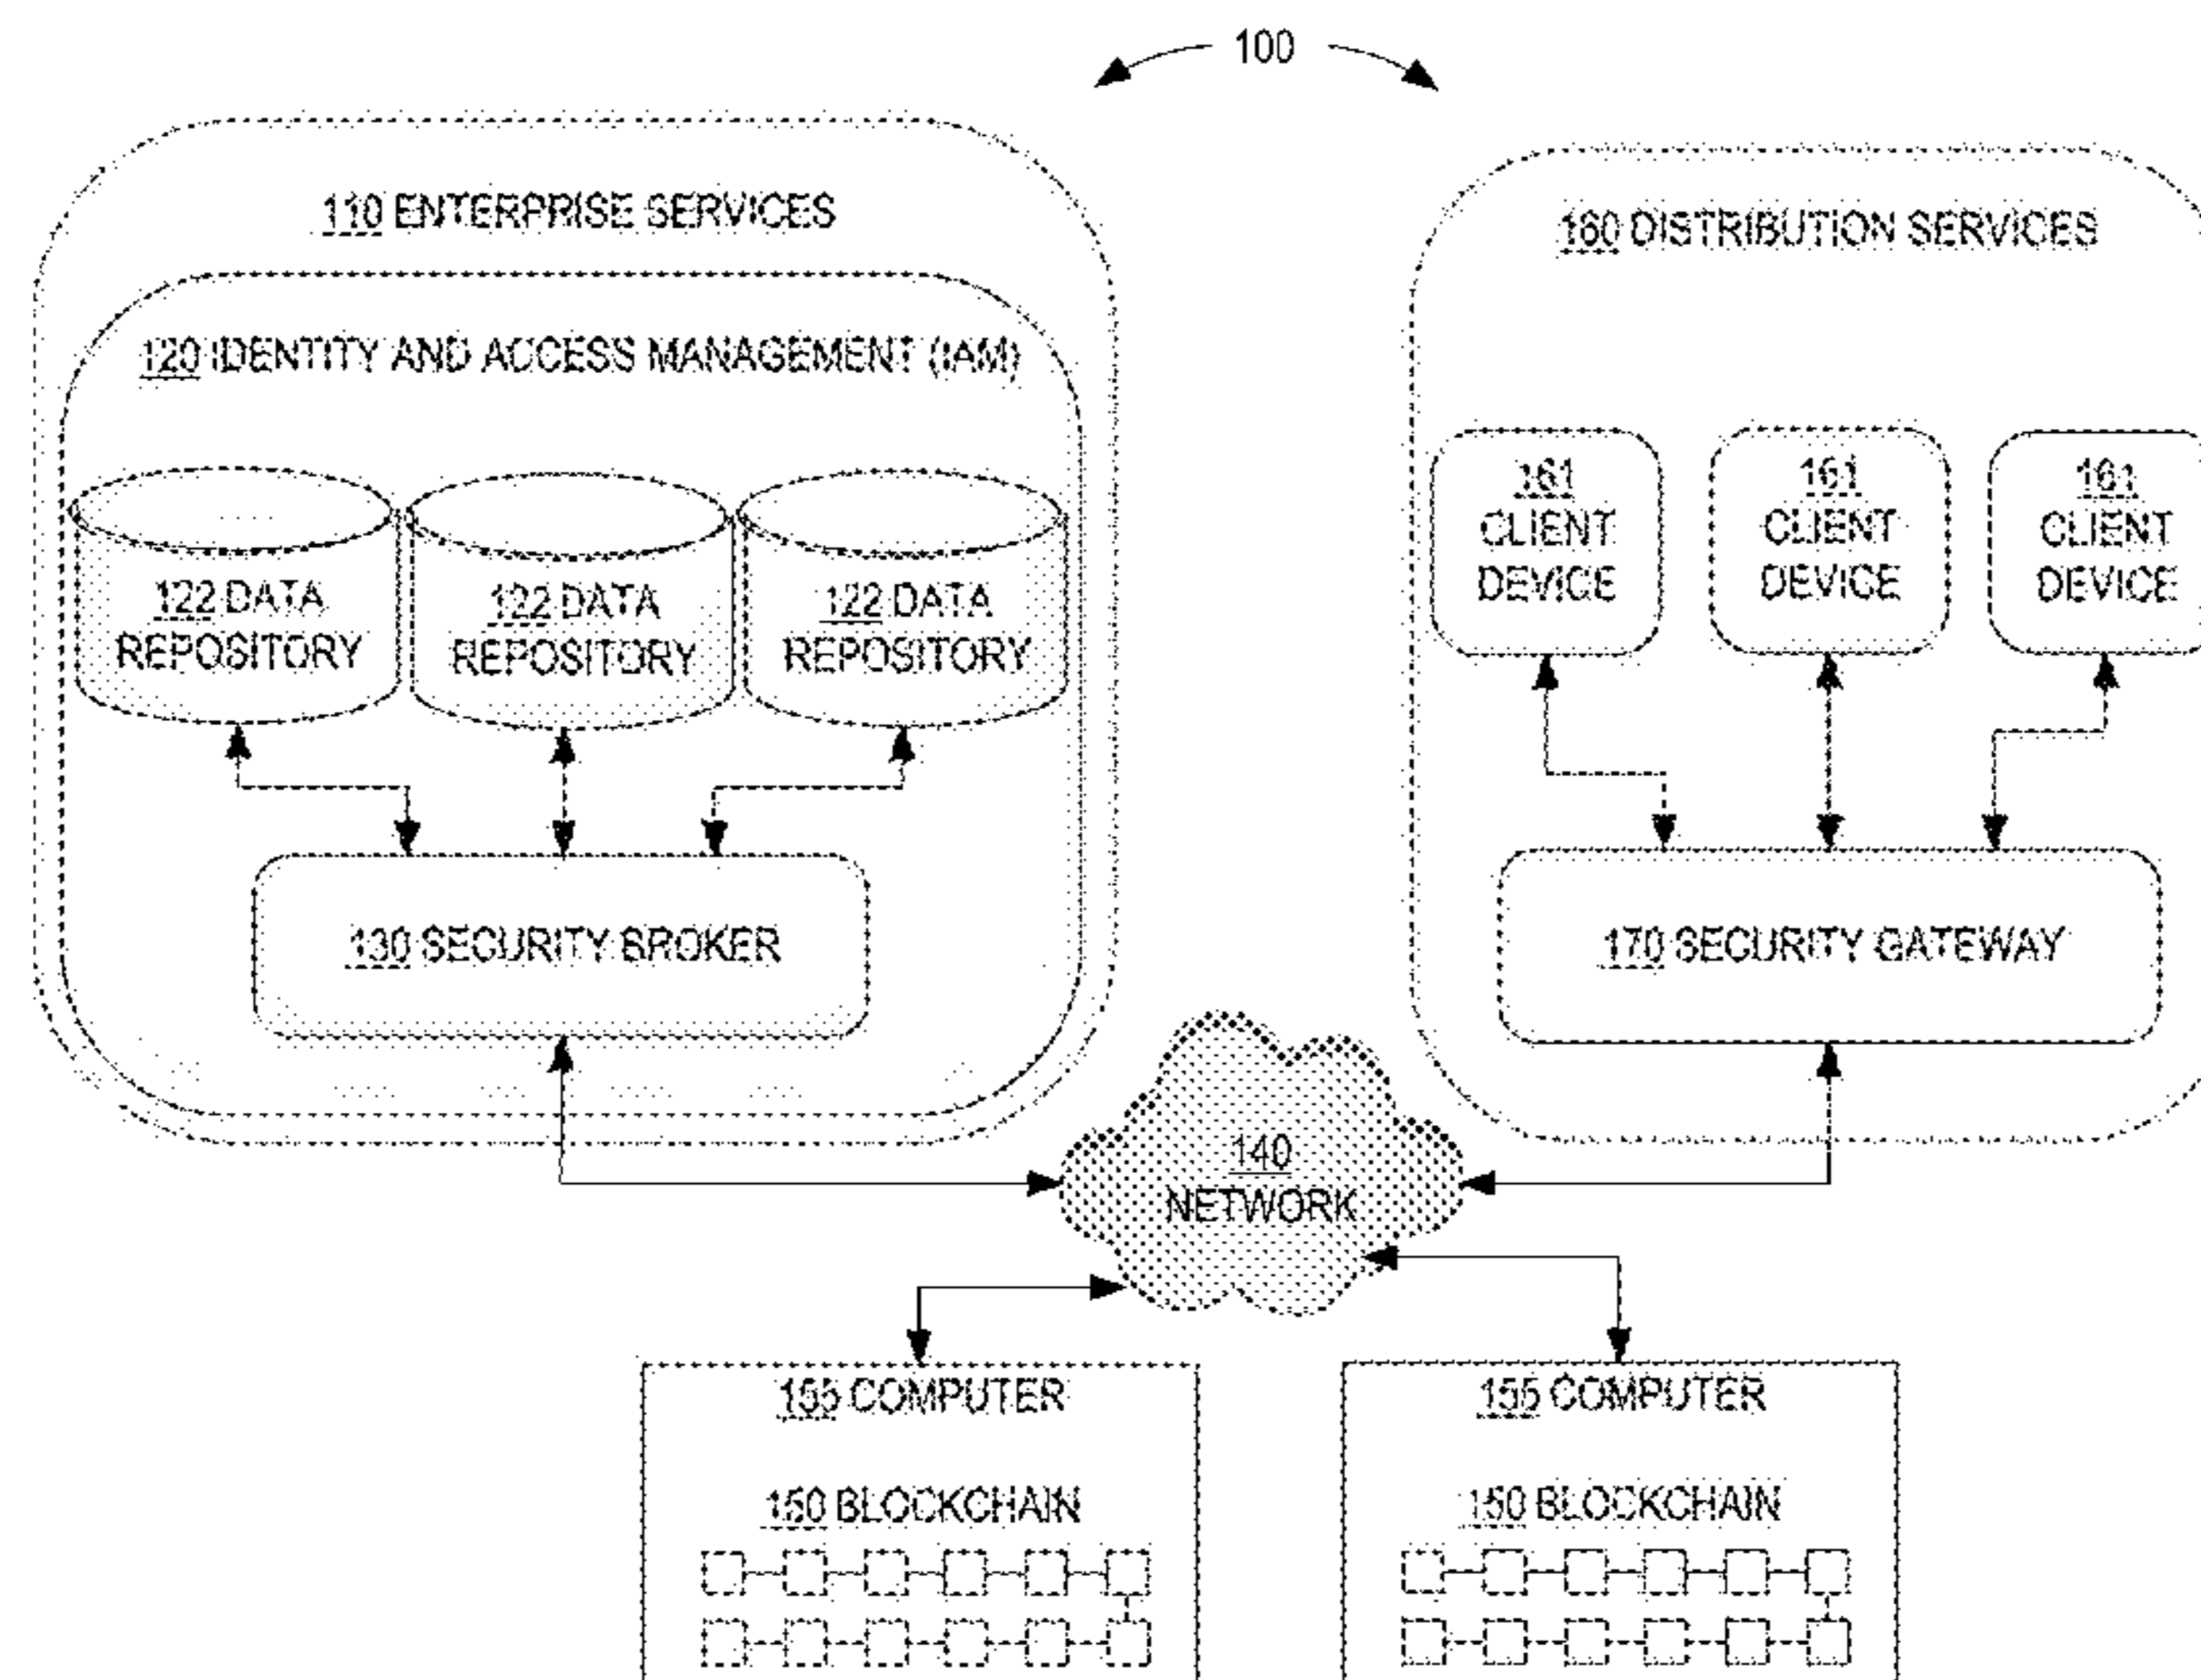 100
110 ENTERPRISE SERVICES
120 IDENTITY AND ACCESS MANAGEMENT (IAM)
122 DATA
REPOSITORY
122 DATA
REPOSITORY
122 DATA
REPOSITORY
130 SECURITY BROKER
160 DISTRIBUTION SERVICES
161
CLIENT
DEVICE
161
CLIENT
DEVICE
161
CLIENT
DEVICE
170 SECURITY GATEWAY
140
NETWORK
155 COMPUTER
150 BLOCKCHAIN
155 COMPUTER
150 BLOCKCHAIN